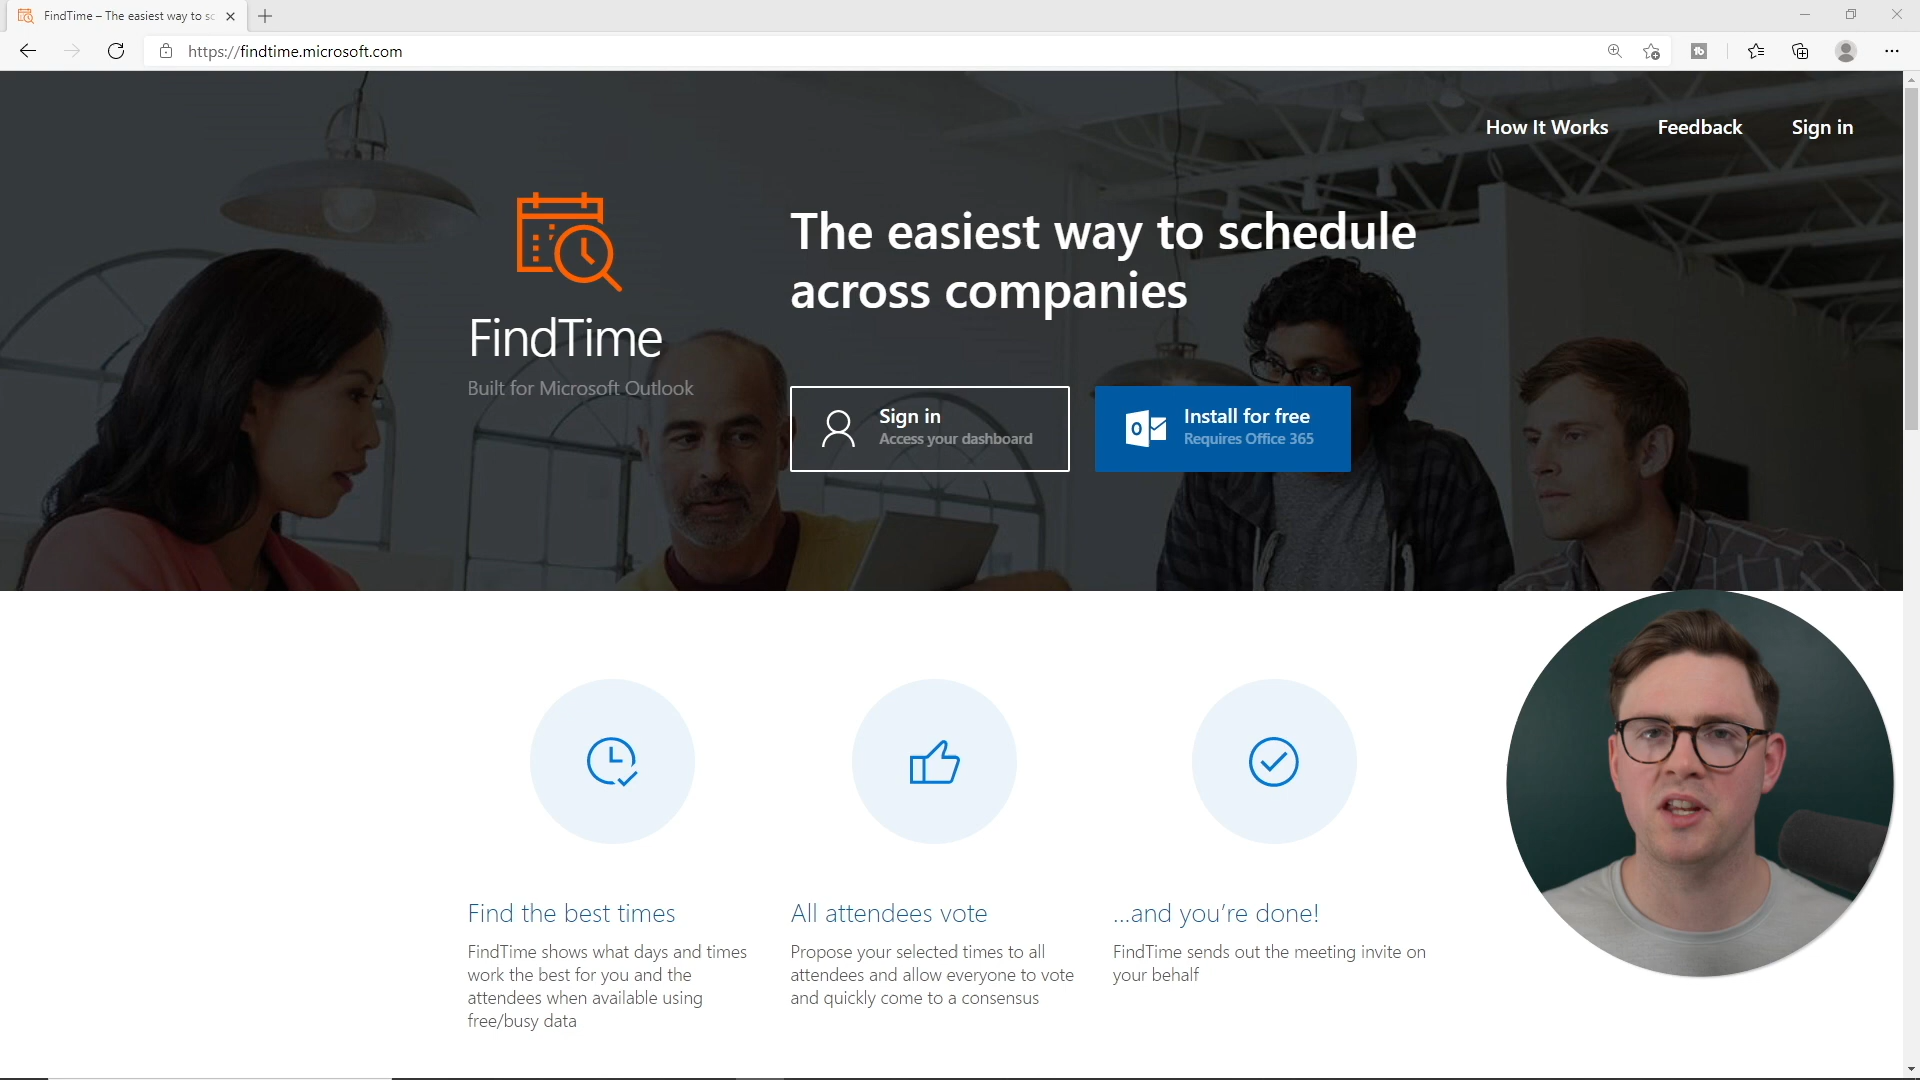 FindTime – The easiest way to sc
https://findtime.microsoft.com
How It Works
Feedback
Sign in
The easiest way to schedule
across companies
FindTime
Built for Microsoft Outlook
Sign in
Access your dashboard
Install for free
Requires Office 365
Find the best times
FindTime shows what days and times
work the best for you and the
attendees when available using
free/busy data
All attendees vote
Propose your selected times to all
attendees and allow everyone to vote
and quickly come to a consensus
...and you're done!
FindTime sends out the meeting invite on
your behalf